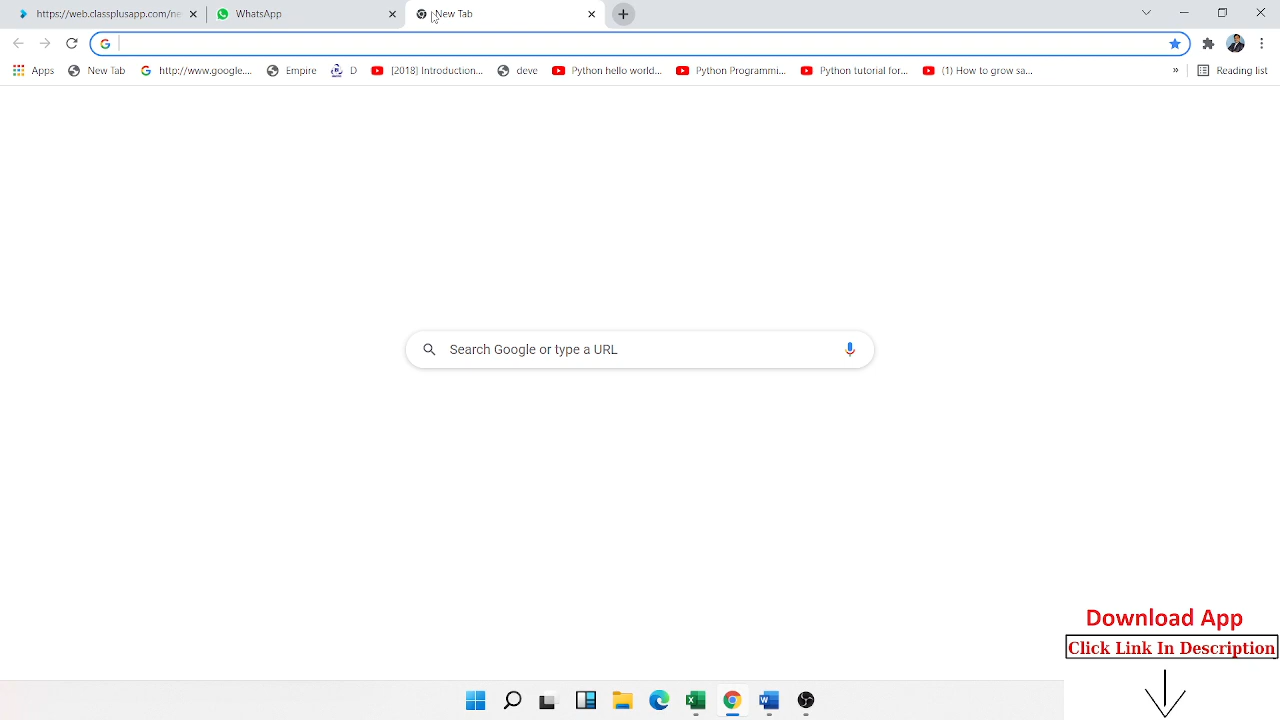 https://web.classplusapp.com/ne
WhatsApp
New Tab
Apps
New Tab
http://www.google....
Empire
D
[2018] Introduction...
deve
Python hello world...
Python Programmi...
Python tutorial for...
(1) How to grow sa...
»
Reading list
Search Google or type a URL
Download App
Click Link In Description